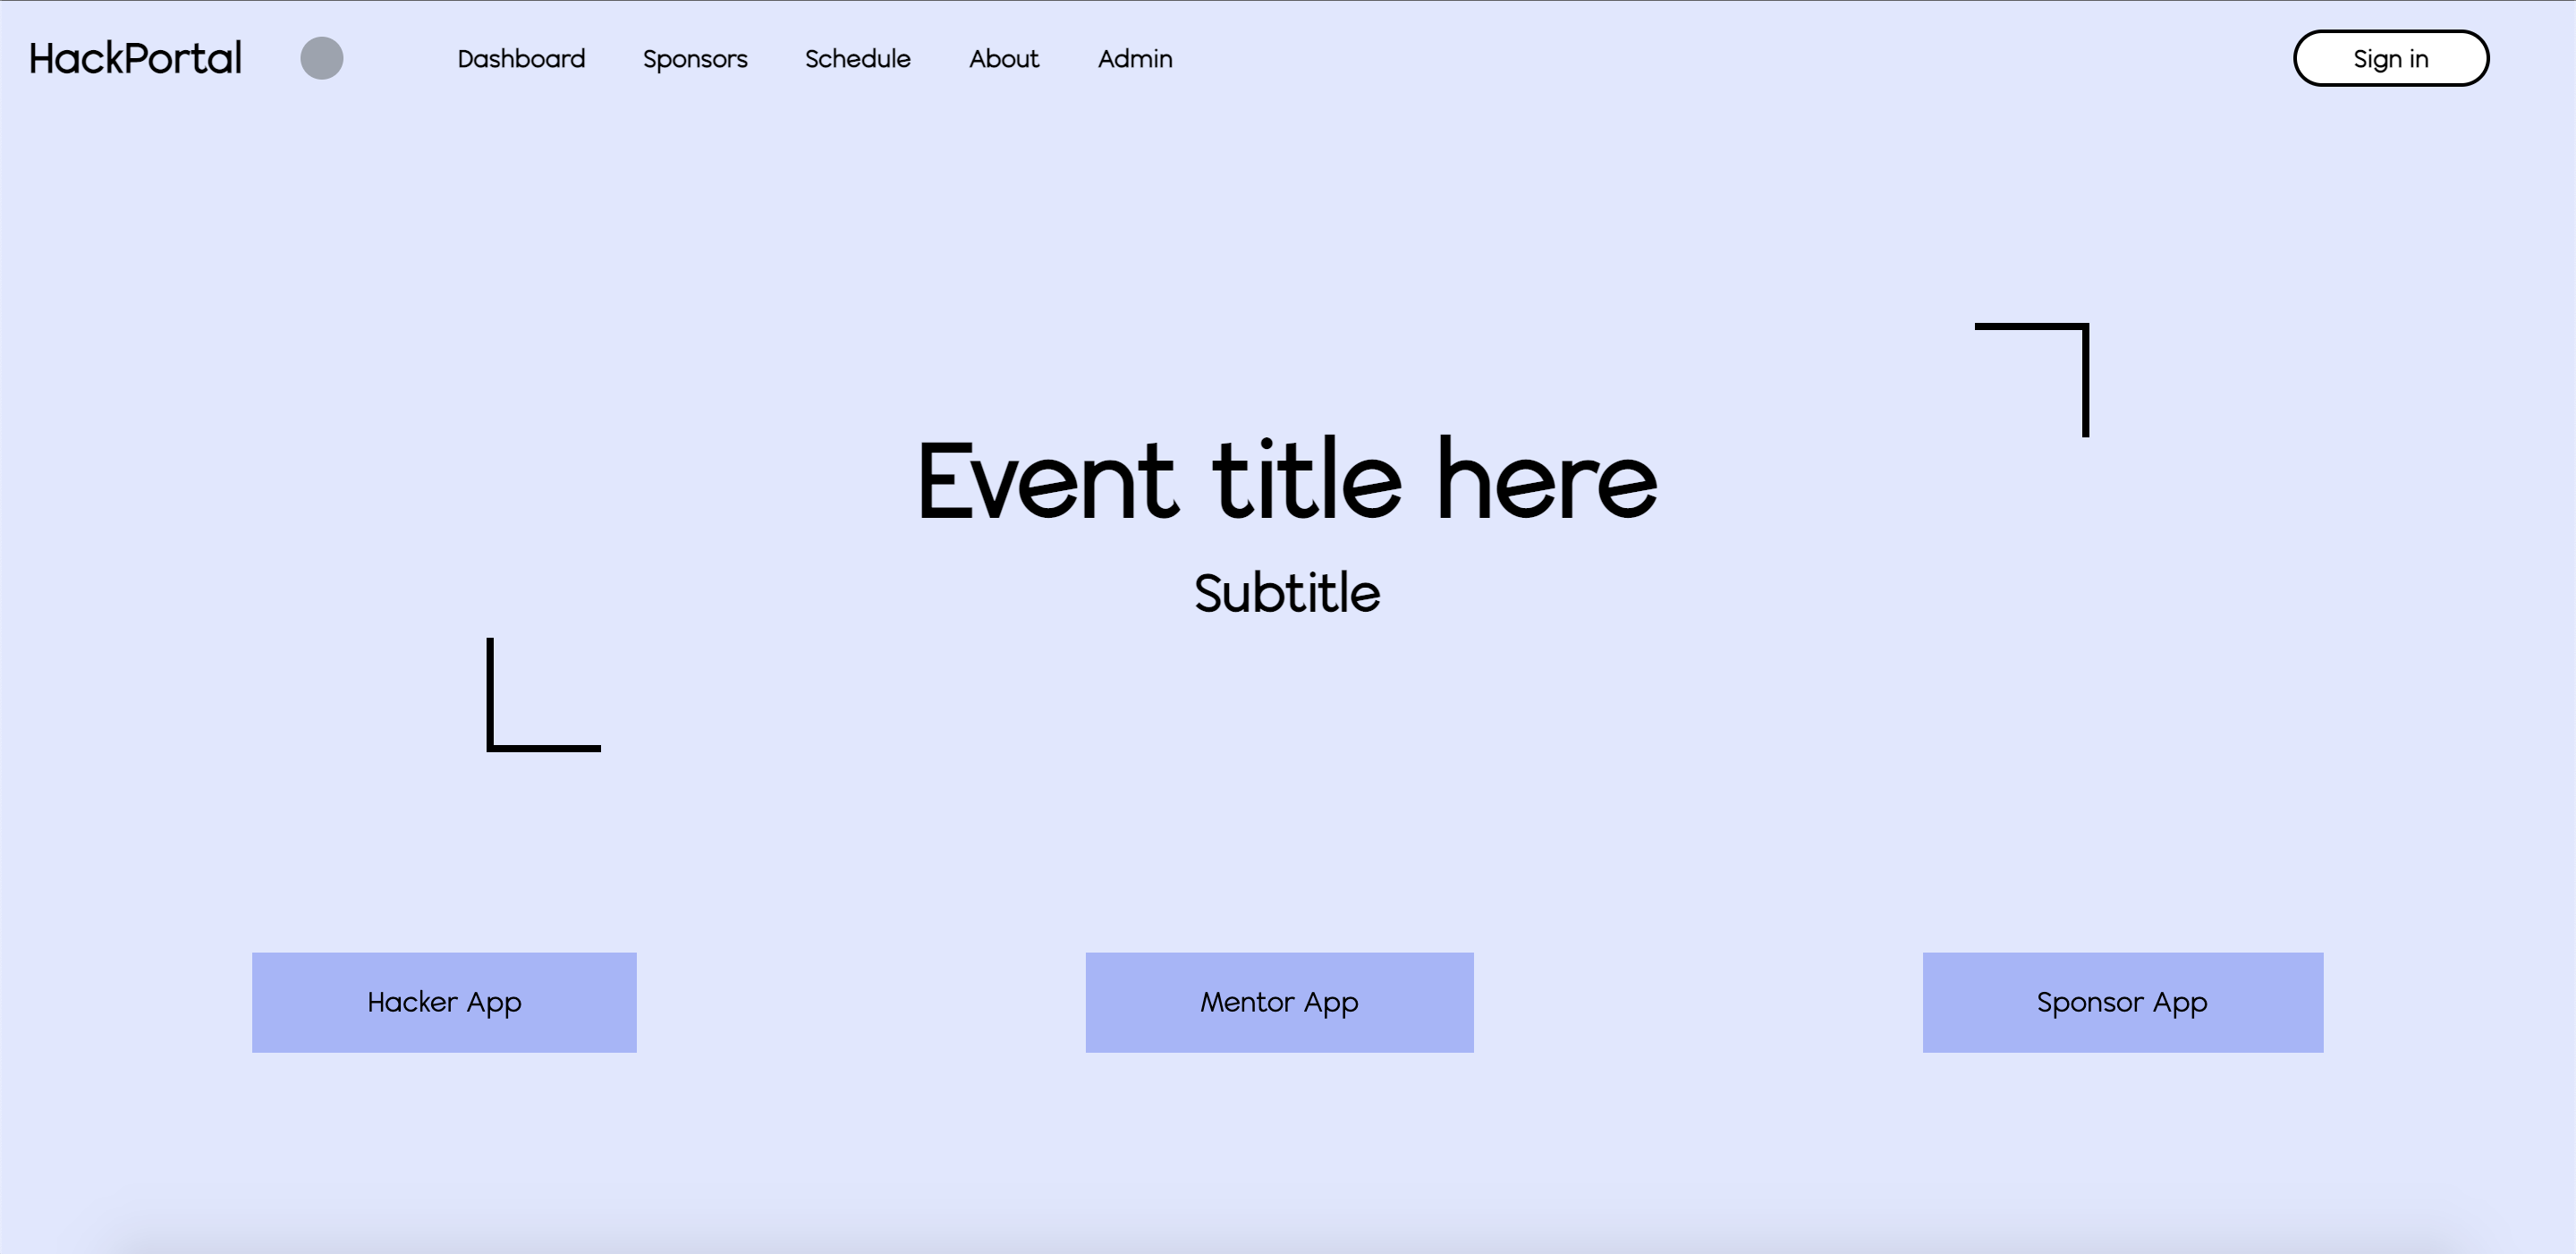 HackPortal Dashboard Sponsors Schedule About Admin Sign in
Event title here
Subtitle
Hacker App Mentor App Sponsor App